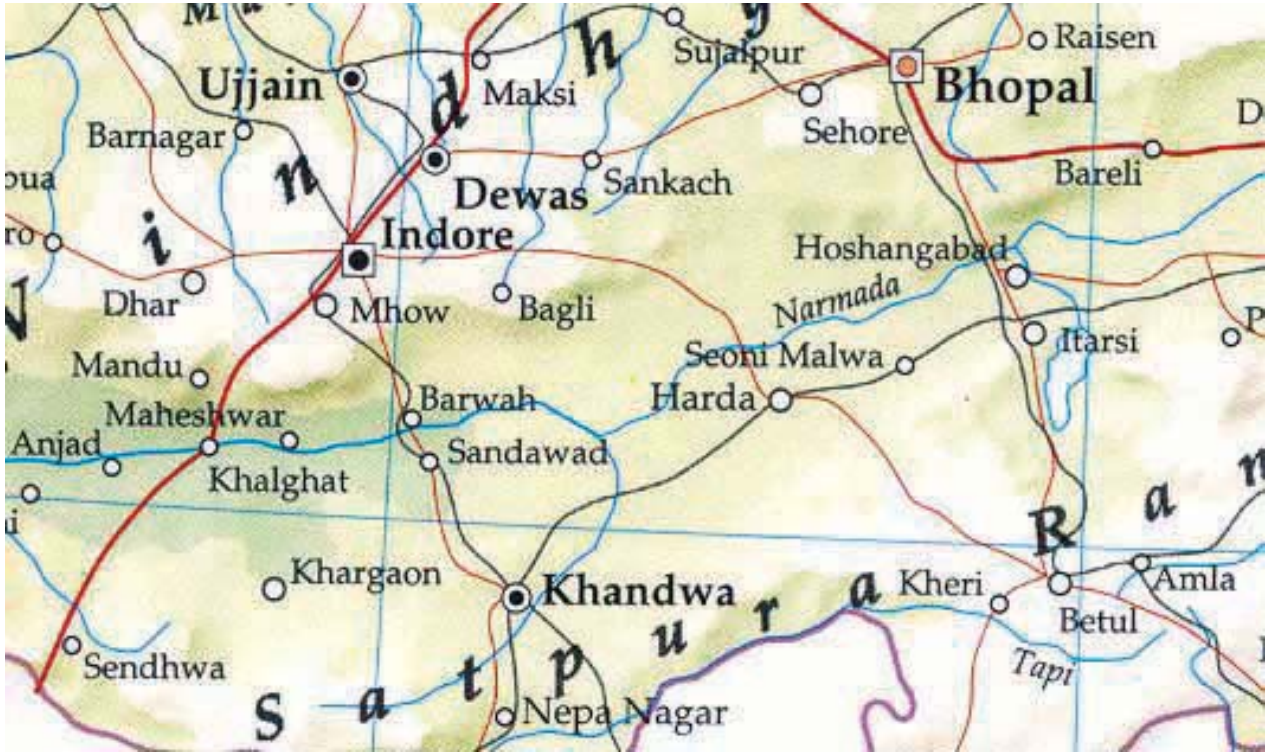 Sujalpur
Raisen
Ujjain
Maksi
Bhopal
Barnagar
Sehore
Dewas
Sankach
Bareli
Indore
Hoshangabad
Dhar
Mhow
Bagli
Narmada
Itarsi
Mandu
Seoni Malwa
Harda
Maheshwar
Barwah
Anjad
Sandawad
Khalghat
Khargaon
Khandwa
Kheri
Amla
Betul
Sendhwa
Tapi
Nepa Nagar
V i n d h y
S a t p u r a R a n